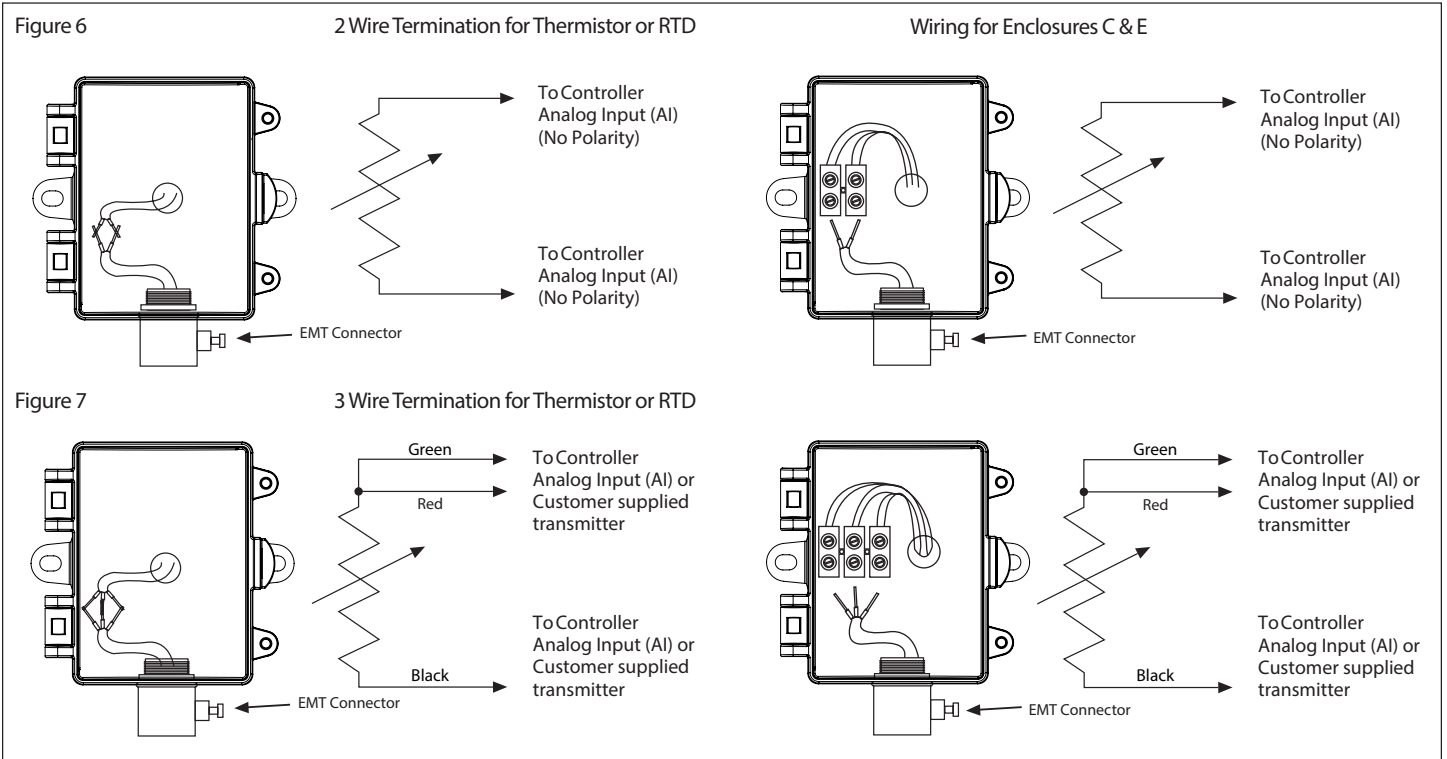 Figure 6
2 Wire Termination for Thermistor or RTD
Wiring for Enclosures C & E
To Controller
Analog Input (AI)
(No Polarity)
To Controller
Analog Input (AI)
(No Polarity)
EMT Connector
To Controller
Analog Input (AI)
(No Polarity)
To Controller
Analog Input (AI)
(No Polarity)
EMT Connector
Figure 7
3 Wire Termination for Thermistor or RTD
Green
Red
To Controller
Analog Input (AI) or
Customer supplied
transmitter
To Controller
Analog Input (AI) or
Customer supplied
transmitter
Black
EMT Connector
Green
Red
To Controller
Analog Input (AI) or
Customer supplied
transmitter
To Controller
Analog Input (AI) or
Customer supplied
transmitter
Black
EMT Connector